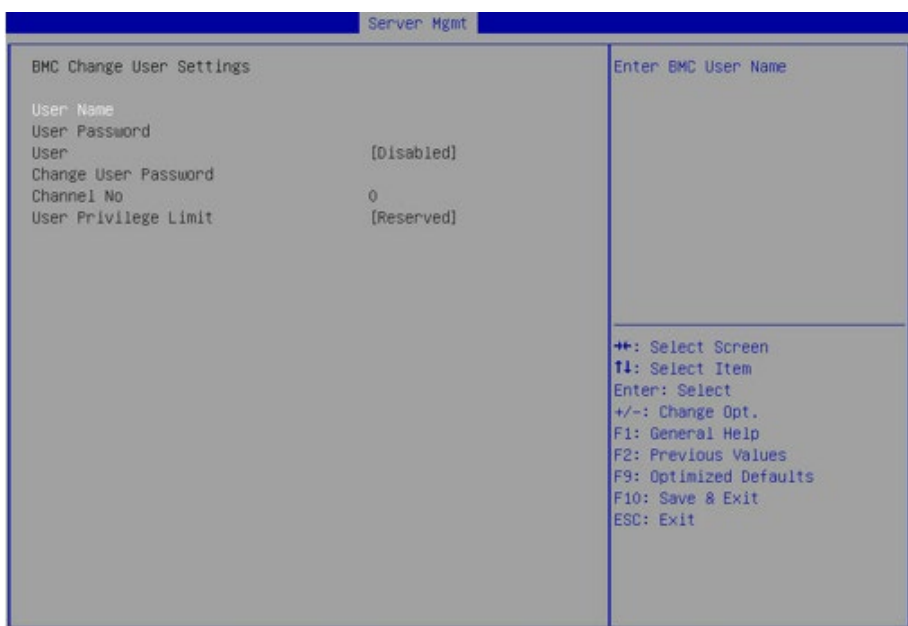 Server Mgmt
BMC Change User Settings
User Name
User Password
User [Disabled]
Change User Password
Channel No 0
User Privilege Limit [Reserved]
Enter BMC User Name
→←: Select Screen
↑↓: Select Item
Enter: Select
+/-: Change Opt.
F1: General Help
F2: Previous Values
F9: Optimized Defaults
F10: Save & Exit
ESC: Exit